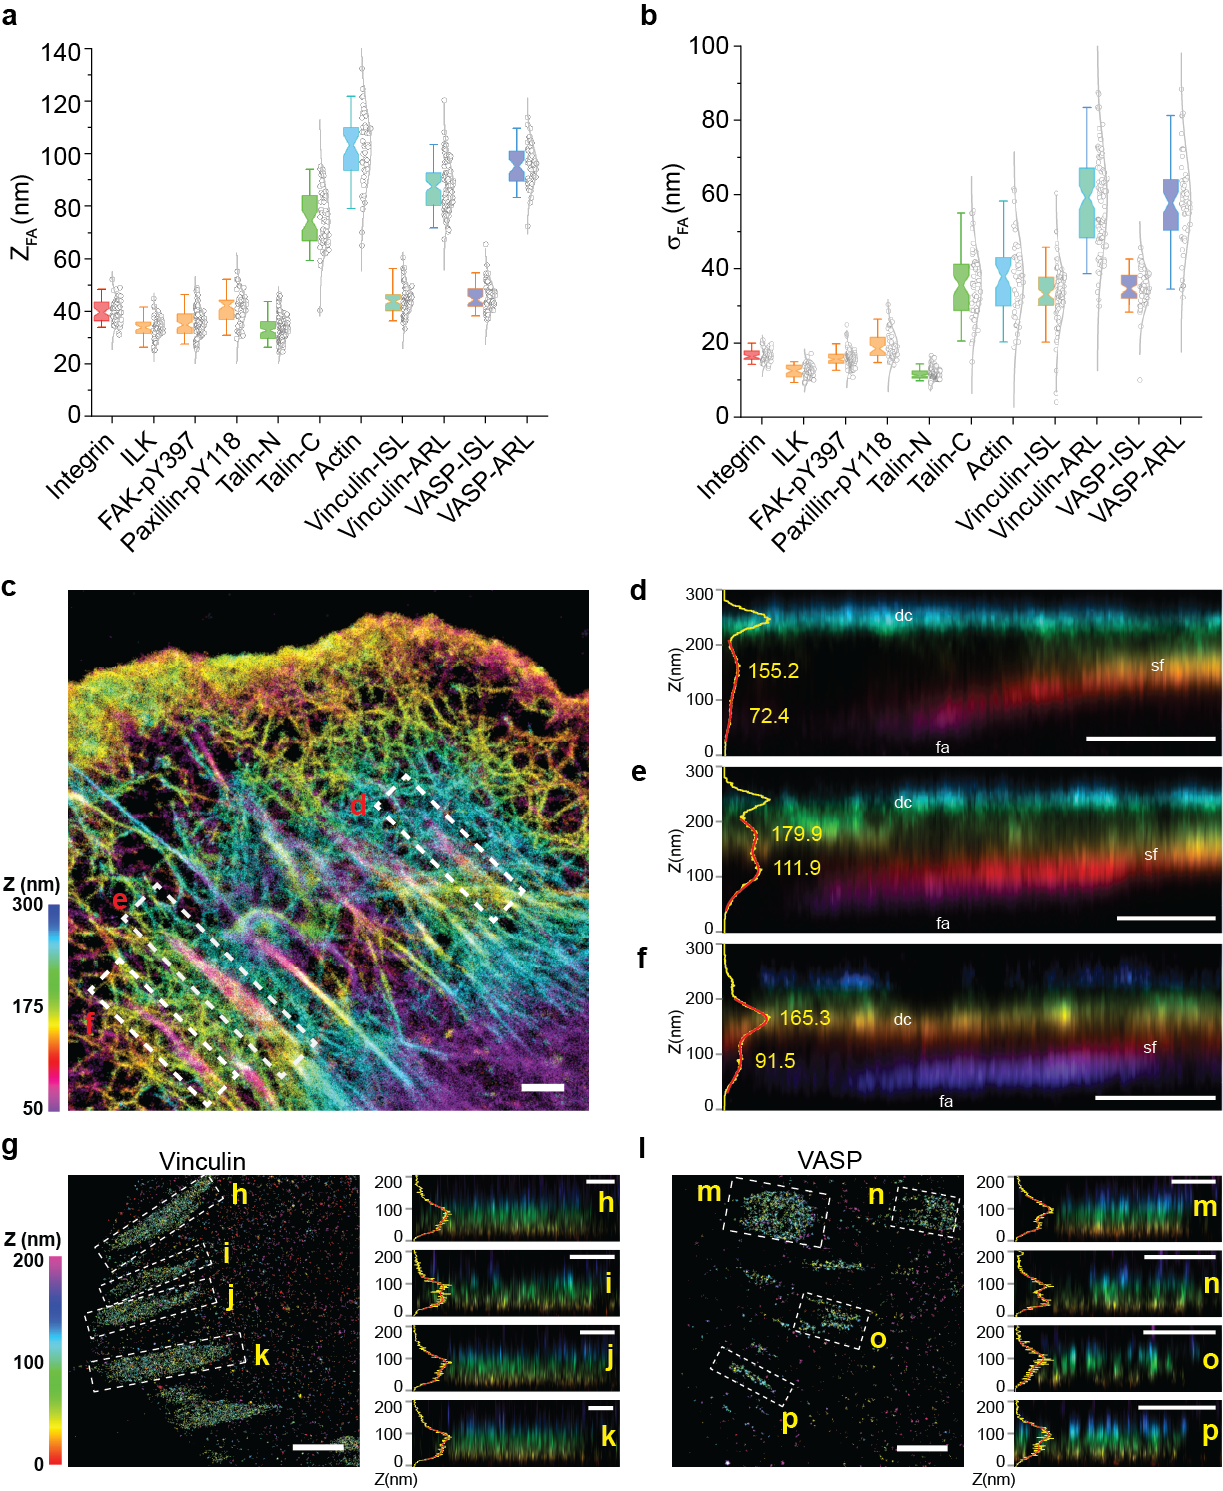 a
b
140
120
100
80
60
40
20
0
Z_FA (nm)
Integrin
ILK
FAK-pY397
Paxillin-pY118
Talin-N
Talin-C
Actin
Vinculin-ISL
Vinculin-ARL
VASP-ISL
VASP-ARL
100
80
60
40
20
0
σ_FA (nm)
Integrin
ILK
FAK-pY397
Paxillin-pY118
Talin-N
Talin-C
Actin
Vinculin-ISL
Vinculin-ARL
VASP-ISL
VASP-ARL
c
d
e
f
z (nm)
300
175
50
d
300
200
100
0
Z(nm)
dc
155.2
sf
72.4
fa
e
300
200
100
0
Z(nm)
dc
179.9
sf
111.9
fa
f
300
200
100
0
Z(nm)
165.3
dc
sf
91.5
fa
g
Vinculin
h
i
j
k
z (nm)
200
100
0
200
100
0
h
200
100
0
i
200
100
0
j
200
100
0
k
Z(nm)
l
VASP
m
n
o
p
200
100
0
m
200
100
0
n
200
100
0
o
200
100
0
p
Z(nm)